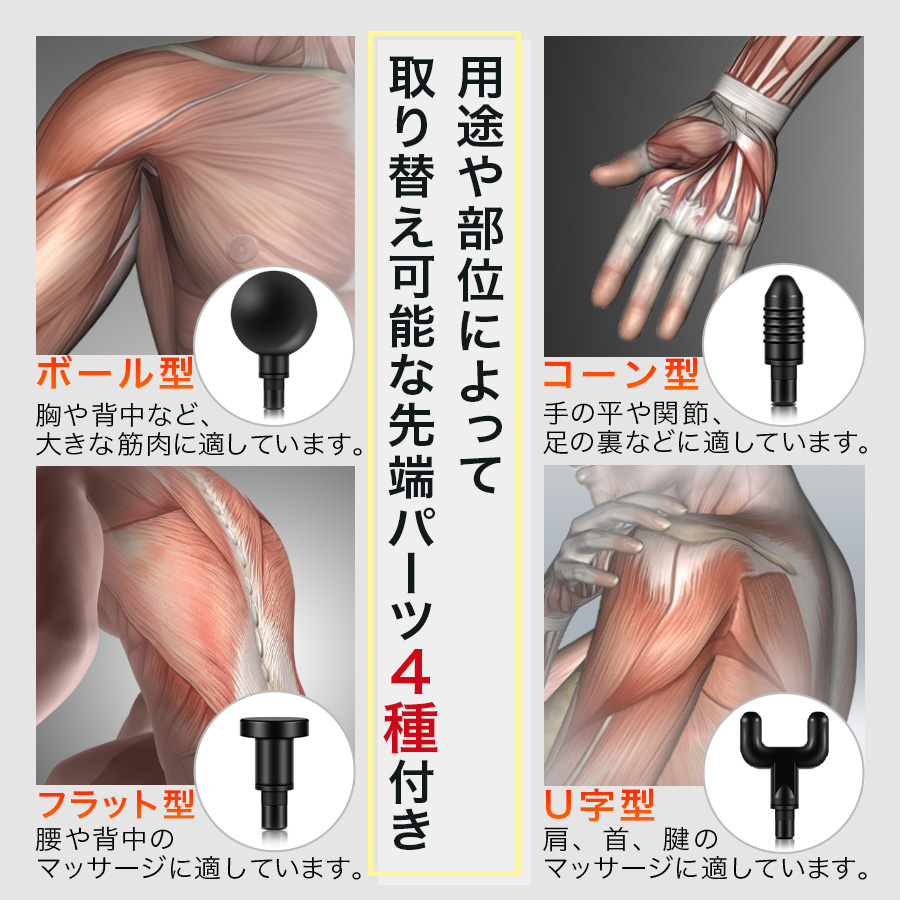 用途や部位によって
取り替え可能な先端パーツ4種付き
ボール型
胸や背中など、
大きな筋肉に適しています。
コーン型
手の平や関節、
足の裏などに適しています。
フラット型
腰や背中の
マッサージに適しています。
U字型
肩、首、腱の
マッサージに適しています。